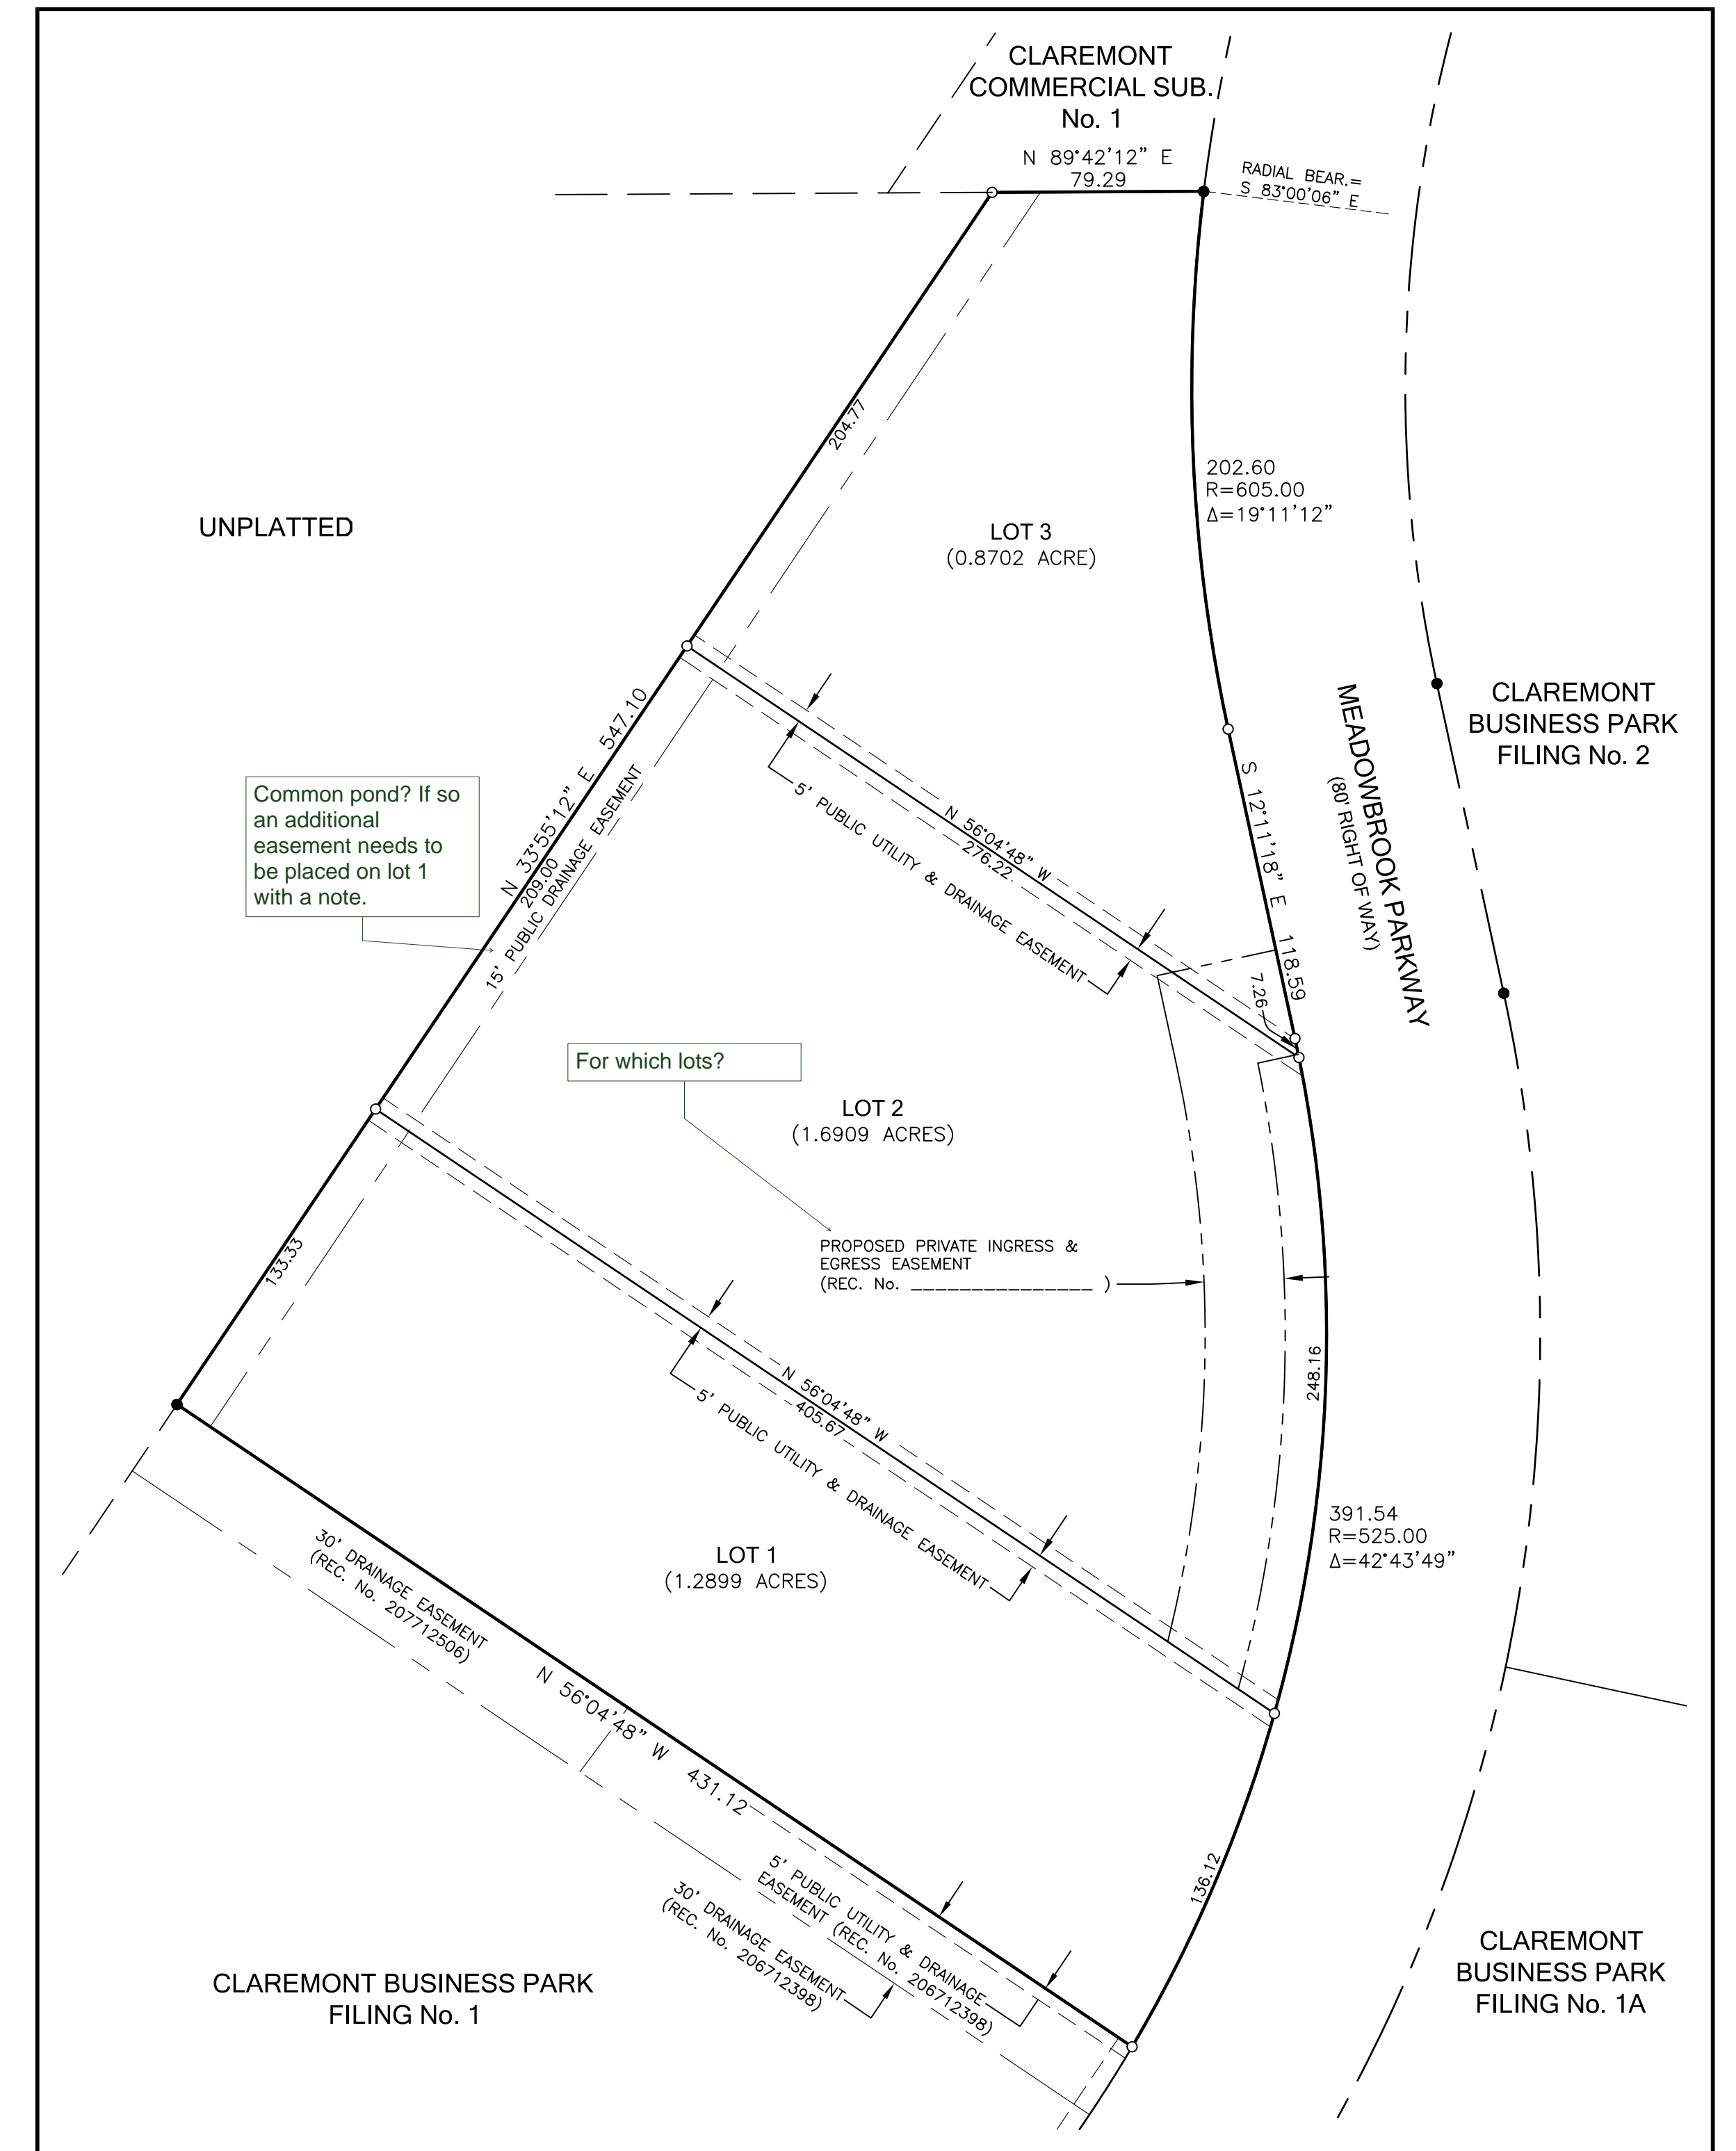 CLAREMONT
COMMERCIAL SUB.
No. 1
N 89°42'12" E
79.29
RADIAL BEAR.=
S 83°00'06" E
204.77
202.60
R=605.00
Δ=19°11'12"
UNPLATTED
LOT 3
(0.8702 ACRE)
N 33°55'12" E 547.10
209.00
15' PUBLIC DRAINAGE EASEMENT
CLAREMONT
BUSINESS PARK
FILING No. 2
MEADOWBROOK PARKWAY
(80' RIGHT OF WAY)
Common pond? If so
an additional
easement needs to
be placed on lot 1
with a note.
N 56°04'48" W
276.22
5' PUBLIC UTILITY & DRAINAGE EASEMENT
S 12°11'18" E 118.59
7.26
For which lots?
LOT 2
(1.6909 ACRES)
PROPOSED PRIVATE INGRESS &
EGRESS EASEMENT
(REC. No. _______________ )
133.33
248.16
N 56°04'48" W
405.67
5' PUBLIC UTILITY & DRAINAGE EASEMENT
391.54
R=525.00
Δ=42°43'49"
LOT 1
(1.2899 ACRES)
30' DRAINAGE EASEMENT
(REC. No. 207712506)
N 56°04'48" W 431.12
136.12
5' PUBLIC UTILITY & DRAINAGE
EASEMENT (REC. No. 206712398)
30' DRAINAGE EASEMENT
(REC. No. 206712398)
CLAREMONT BUSINESS PARK
FILING No. 1
CLAREMONT
BUSINESS PARK
FILING No. 1A